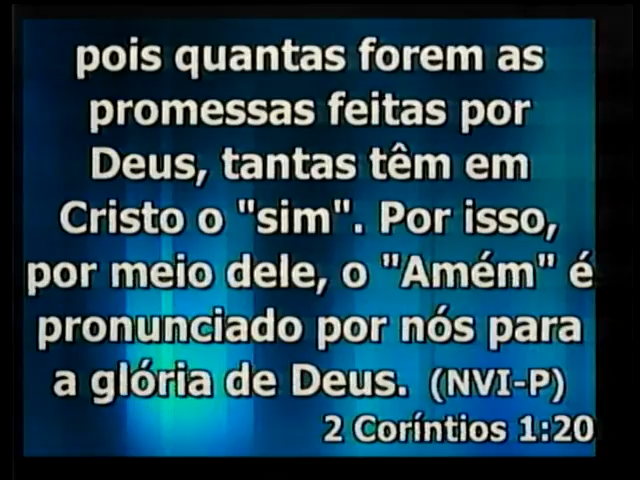 pois quantas forem as
promessas feitas por
Deus, tantas têm em
Cristo o "sim". Por isso,
por meio dele, o "Amém" é
pronunciado por nós para
a glória de Deus. (NVI-P)
2 Coríntios 1:20